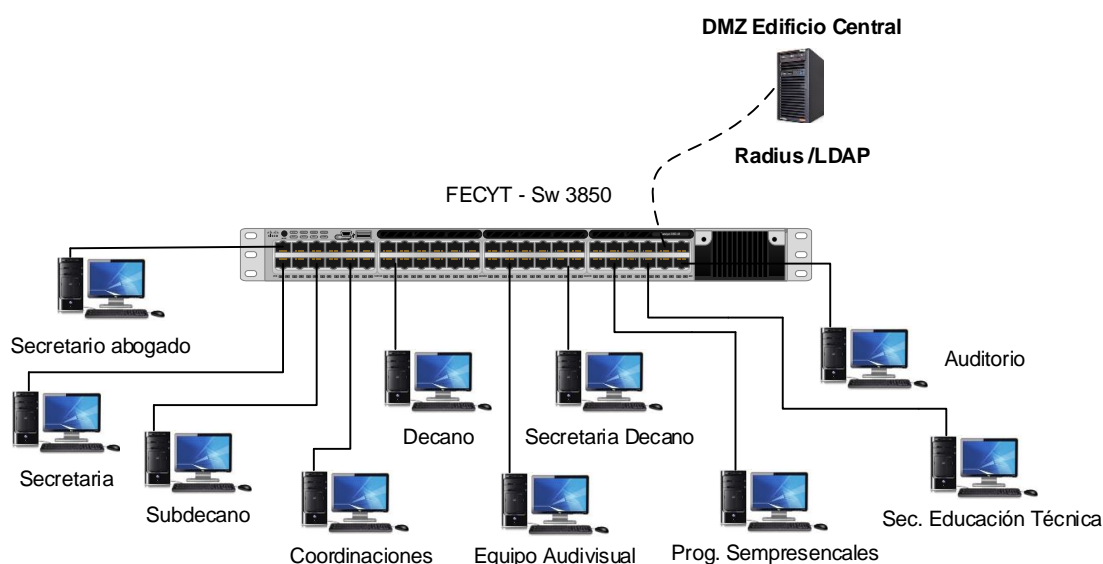 DMZ Edificio Central
Radius /LDAP
FECYT - Sw 3850
Secretario abogado
Auditorio
Decano
Secretaria Decano
Secretaria
Subdecano
Sec. Educación Técnica
Coordinaciones
Equipo Audivisual
Prog. Sempresencales